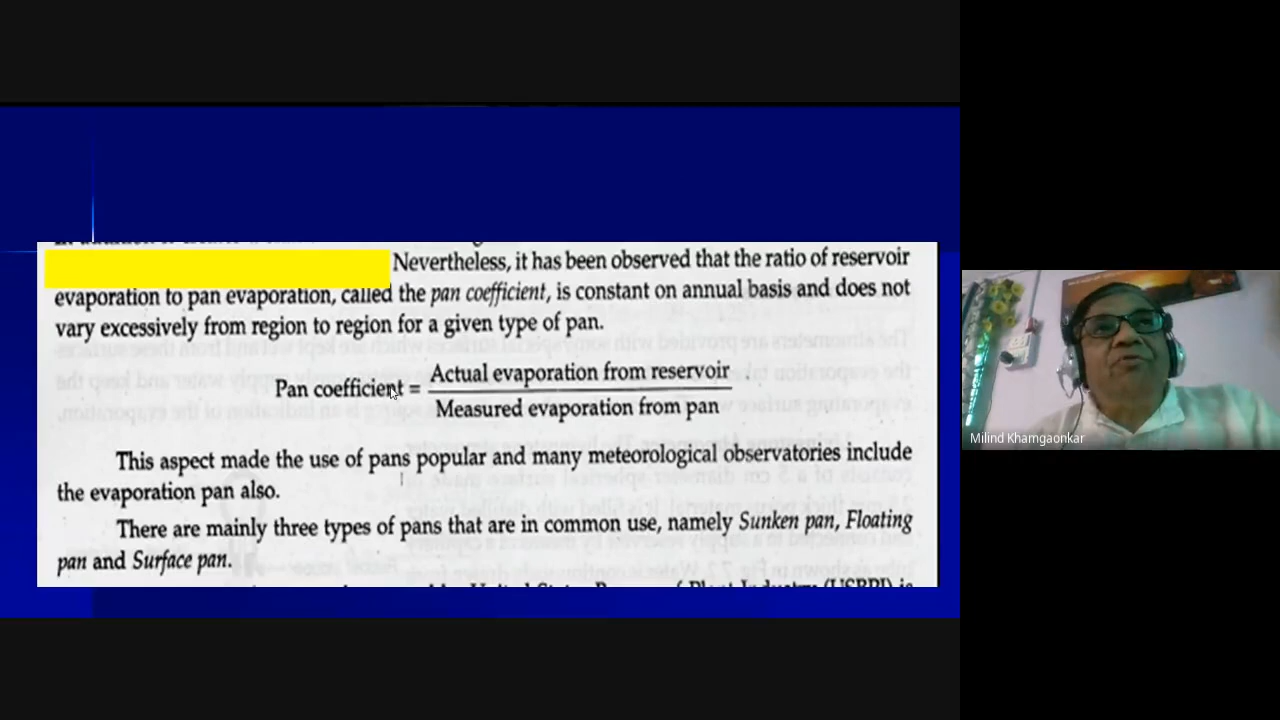 Nevertheless, it has been observed that the ratio of reservoir
evaporation to pan evaporation, called the pan coefficient, is constant on annual basis and does not
vary excessively from region to region for a given type of pan.
Pan coefficient = Actual evaporation from reservoir
Measured evaporation from pan
This aspect made the use of pans popular and many meteorological observatories include
the evaporation pan also.
There are mainly three types of pans that are in common use, namely Sunken pan, Floating
pan and Surface pan.
Milind Khamgaonkar